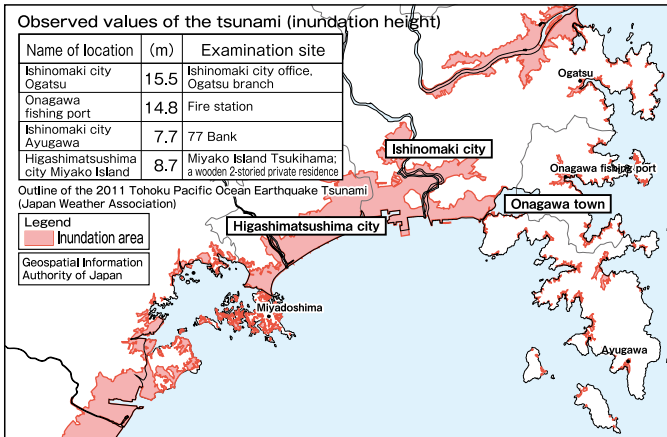 Observed values of the tsunami (inundation height)
Name of location (m) Examination site
Ishinomaki city
Ogatsu
15.5
Ishinomaki city office,
Ogatsu branch
Onagawa
fishing port
14.8
Fire station
Ishinomaki city
Ayugawa
7.7
77 Bank
Higashimatsushima
city Miyako Island
8.7
Miyako Island Tsukihama;
a wooden 2-storied private residence
Outline of the 2011 Tohoku Pacific Ocean Earthquake Tsunami
(Japan Weather Association)
Legend
Inundation area
Geospatial Information
Authority of Japan
Ogatsu
Ishinomaki city
Onagawa fishing port
Onagawa town
Higashimatsushima city
Miyadoshima
Ayugawa